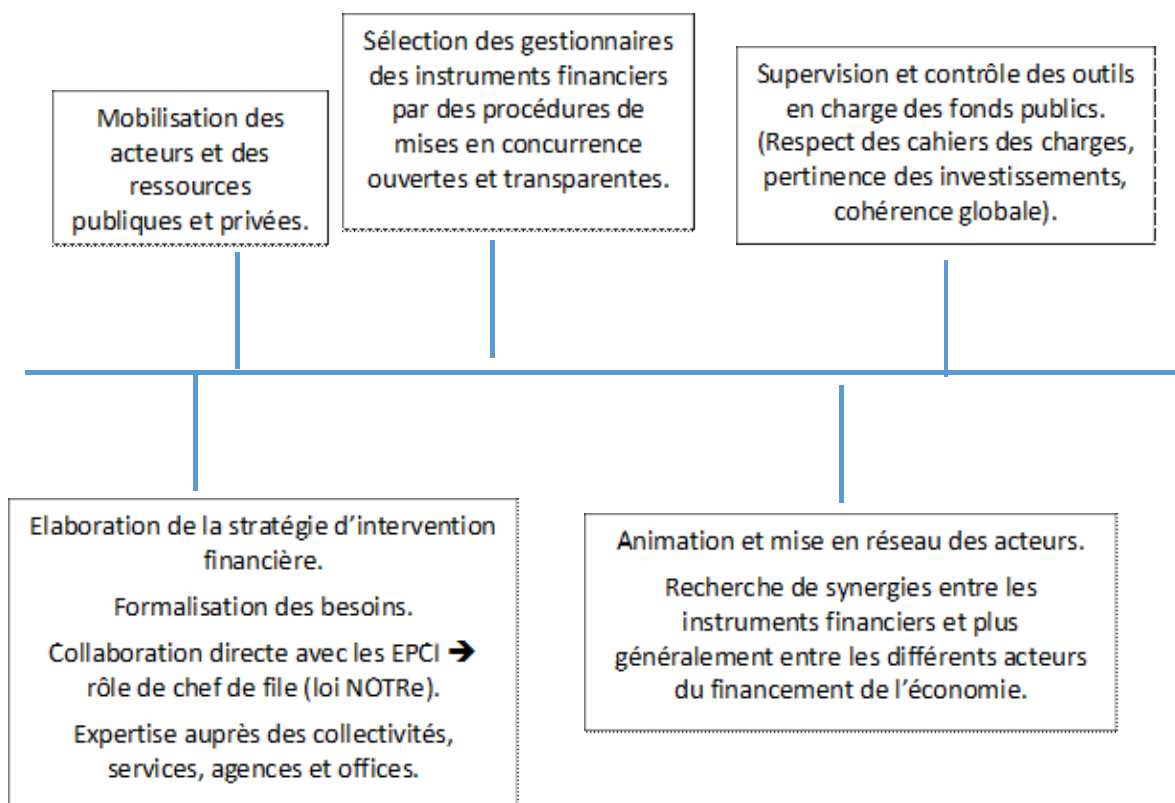 Mobilisation des
acteurs et des
ressources
publiques et privées.
Sélection des gestionnaires
des instruments financiers
par des procédures de
mises en concurrence
ouvertes et transparentes.
Supervision et contrôle des outils
en charge des fonds publics.
(Respect des cahiers des charges,
pertinence des investissements,
cohérence globale).
Elaboration de la stratégie d’intervention
financière.
Formalisation des besoins.
Collaboration directe avec les EPCI ➔
rôle de chef de file (loi NOTRe).
Expertise auprès des collectivités,
services, agences et offices.
Animation et mise en réseau des acteurs.
Recherche de synergies entre les
instruments financiers et plus
généralement entre les différents acteurs
du financement de l’économie.